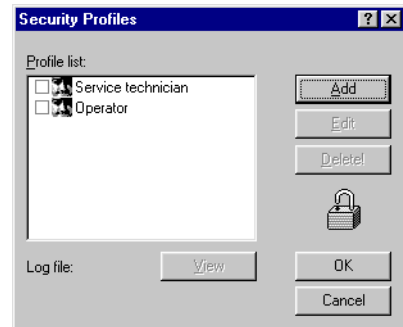 Security Profiles
Profile list:
Service technician
Operator
Add
Edit
Delete!
Log file:
View
OK
Cancel